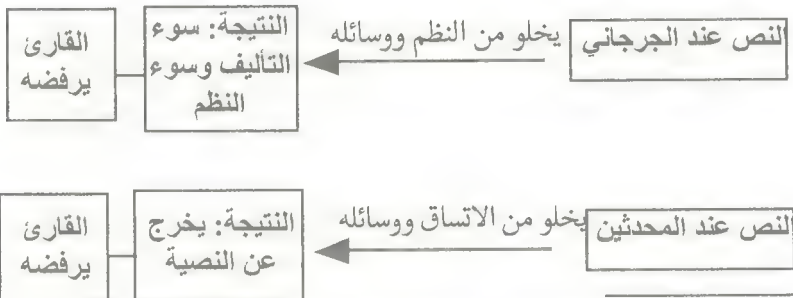 النص عند الجرجاني
يخلو من النظم ووسائله
النتيجة: سوء
التأليف وسوء
النظم
القارئ
يرفضه
النص عند المحدثين
يخلو من الاتساق ووسائله
النتيجة: يخرج
عن النصية
القارئ
يرفضه